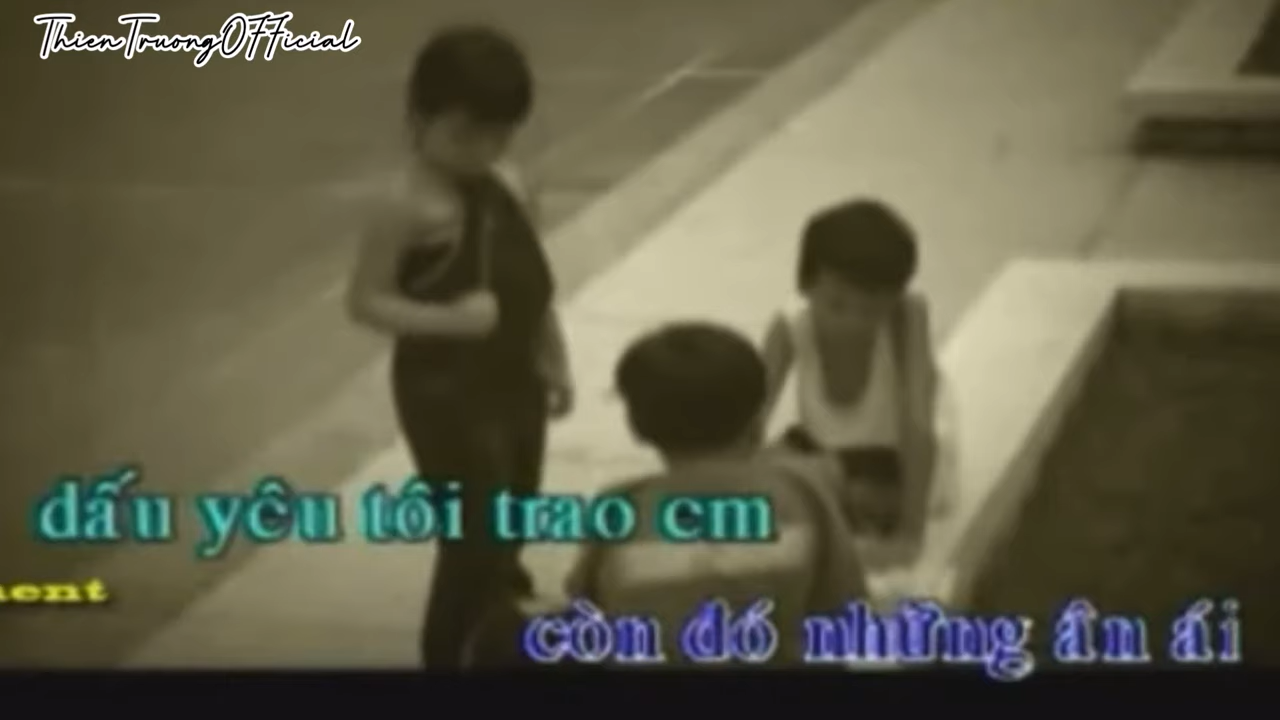 ThienTruongOFFicial
dấu yêu tôi trao em
còn đó những ân ái